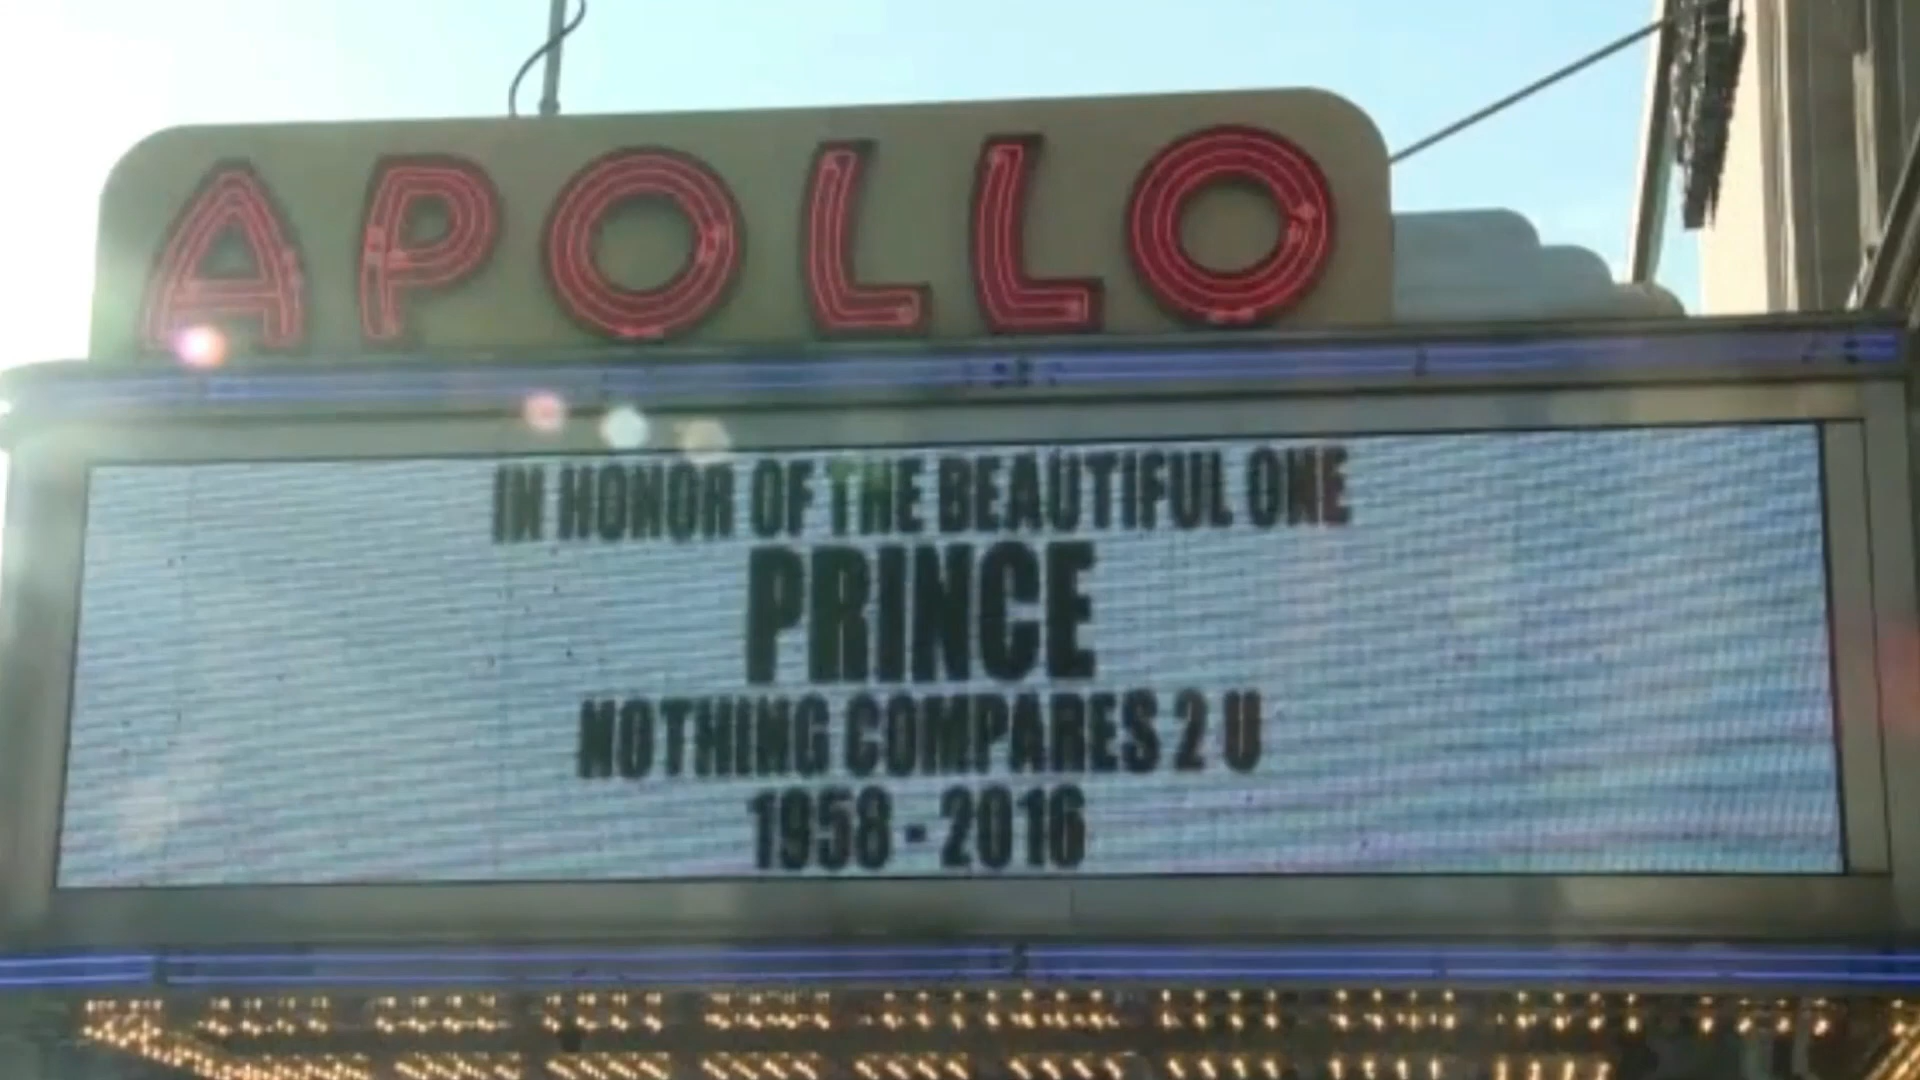 APOLLO
IN HONOR OF THE BEAUTIFUL ONE
PRINCE
NOTHING COMPARES 2 U
1958 - 2016